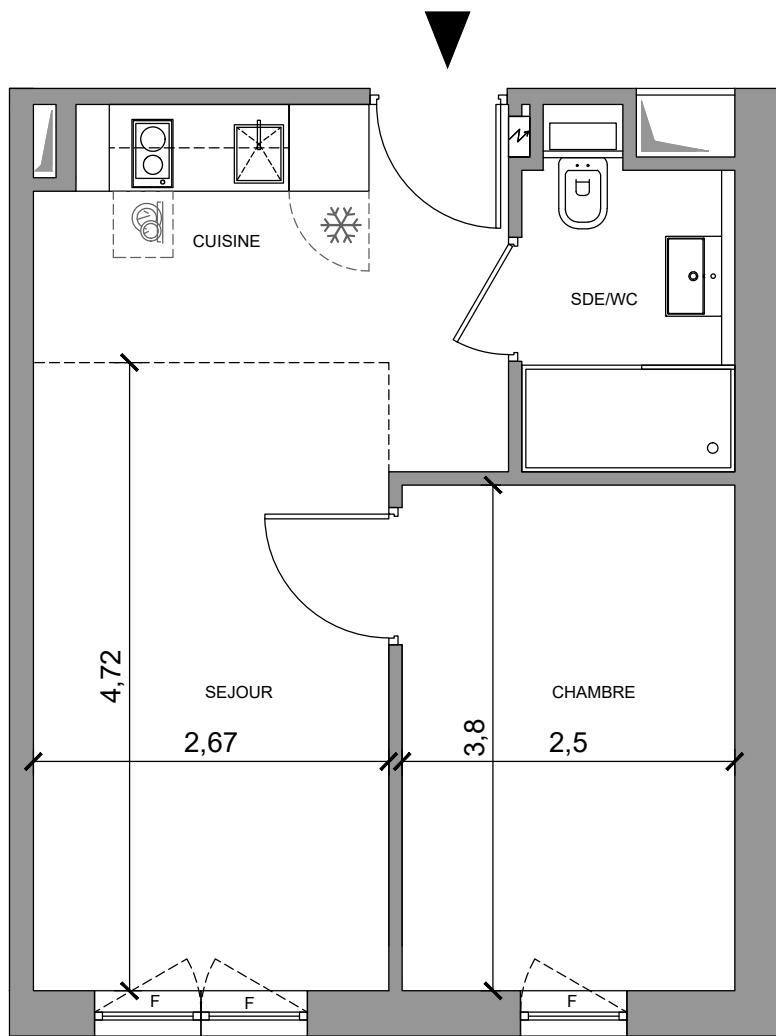 CUISINE
SDE/WC
4,72
SEJOUR
2,67
CHAMBRE
3,8
2,5
F
F
F